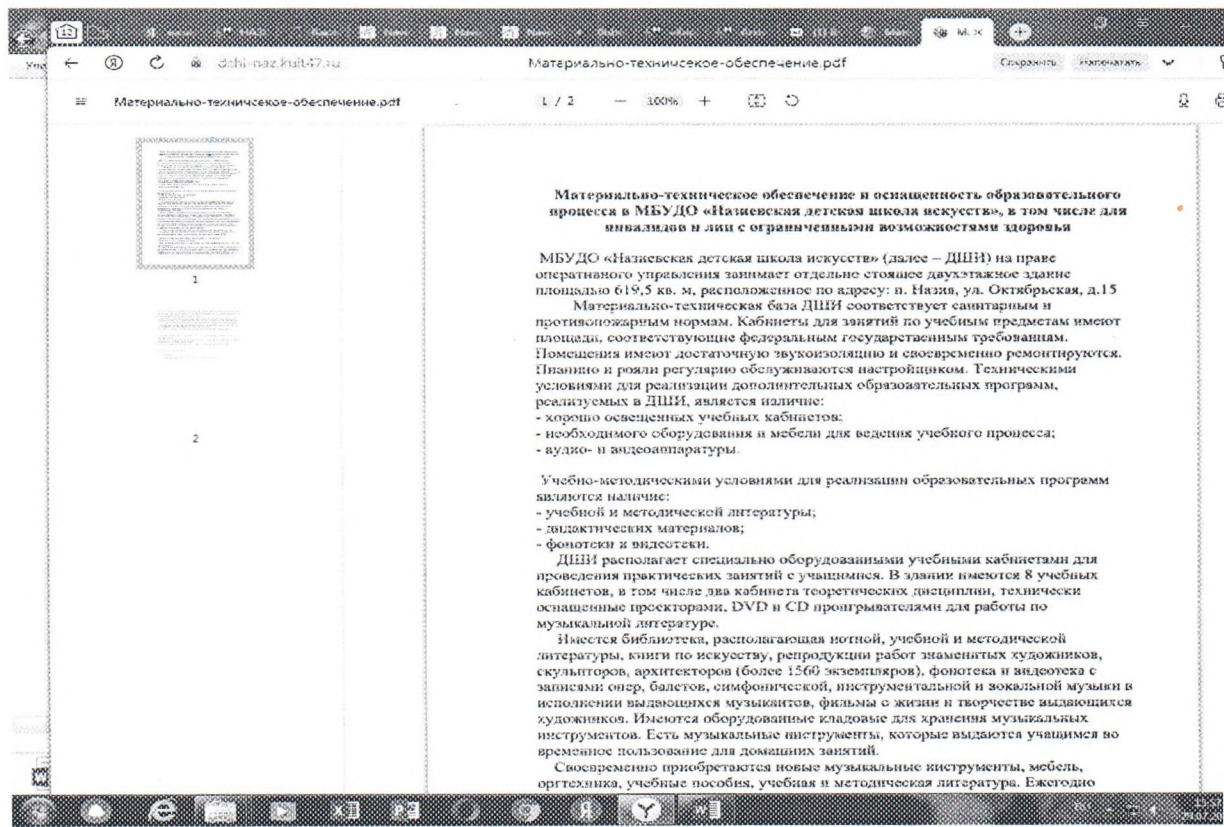 dchi-naz.kult47.ru
Материально-техничсекое-обеспечение.pdf
Сохранить
Напечатать
Материально-техничсекое-обеспечение.pdf
1 / 2
100%
1
2
Материально-техническое обеспечение и оснащенность образовательного
процесса в МБУДО «Назиевская детская школа искусств», в том числе для
инвалидов и лиц с ограниченными возможностями здоровья
МБУДО «Назиевская детская школа искусств» (далее – ДШИ) на праве
оперативного управления занимает отдельно стоящее двухэтажное здание
площадью 619,5 кв. м, расположенное по адресу: п. Назия, ул. Октябрьская, д.15
Материально-техническая база ДШИ соответствует санитарным и
противопожарным нормам. Кабинеты для занятий по учебным предметам имеют
площади, соответствующие федеральным государственным требованиям.
Помещения имеют достаточную звукоизоляцию и своевременно ремонтируются.
Пианино и рояли регулярно обслуживаются настройщиком. Техническими
условиями для реализации дополнительных образовательных программ,
реализуемых в ДШИ, является наличие:
- хорошо освещенных учебных кабинетов;
- необходимого оборудования и мебели для ведения учебного процесса;
- аудио- и видеоаппаратуры.
Учебно-методическими условиями для реализации образовательных программ
являются наличие:
- учебной и методической литературы;
- дидактических материалов;
- фонотеки и видеотеки.
ДШИ располагает специально оборудованными учебными кабинетами для
проведения практических занятий с учащимися. В здании имеются 8 учебных
кабинетов, в том числе два кабинета теоретических дисциплин, технически
оснащенные проекторами, DVD и CD проигрывателями для работы по
музыкальной литературе.
Имеется библиотека, располагающая нотной, учебной и методической
литературы, книги по искусству, репродукции работ знаменитых художников,
скульпторов, архитекторов (более 1560 экземпляров), фонотека и видеотека с
записями опер, балетов, симфонической, инструментальной и вокальной музыки в
исполнении выдающихся музыкантов, фильмы о жизни и творчестве выдающихся
художников. Имеются оборудованные кладовые для хранения музыкальных
инструментов. Есть музыкальные инструменты, которые выдаются учащимся во
временное пользование для домашних занятий.
Своевременно приобретаются новые музыкальные инструменты, мебель,
оргтехника, учебные пособия, учебная и методическая литература. Ежегодно